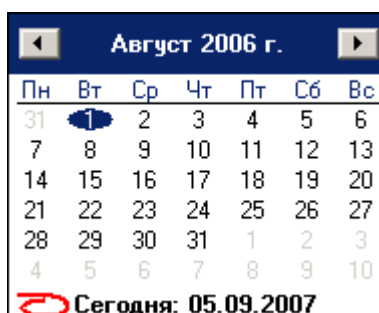 Август 2006 г.
Пн Вт Ср Чт Пт Сб Вс
31 1 2 3 4 5 6
7 8 9 10 11 12 13
14 15 16 17 18 19 20
21 22 23 24 25 26 27
28 29 30 31 1 2 3
4 5 6 7 8 9 10
Сегодня: 05.09.2007